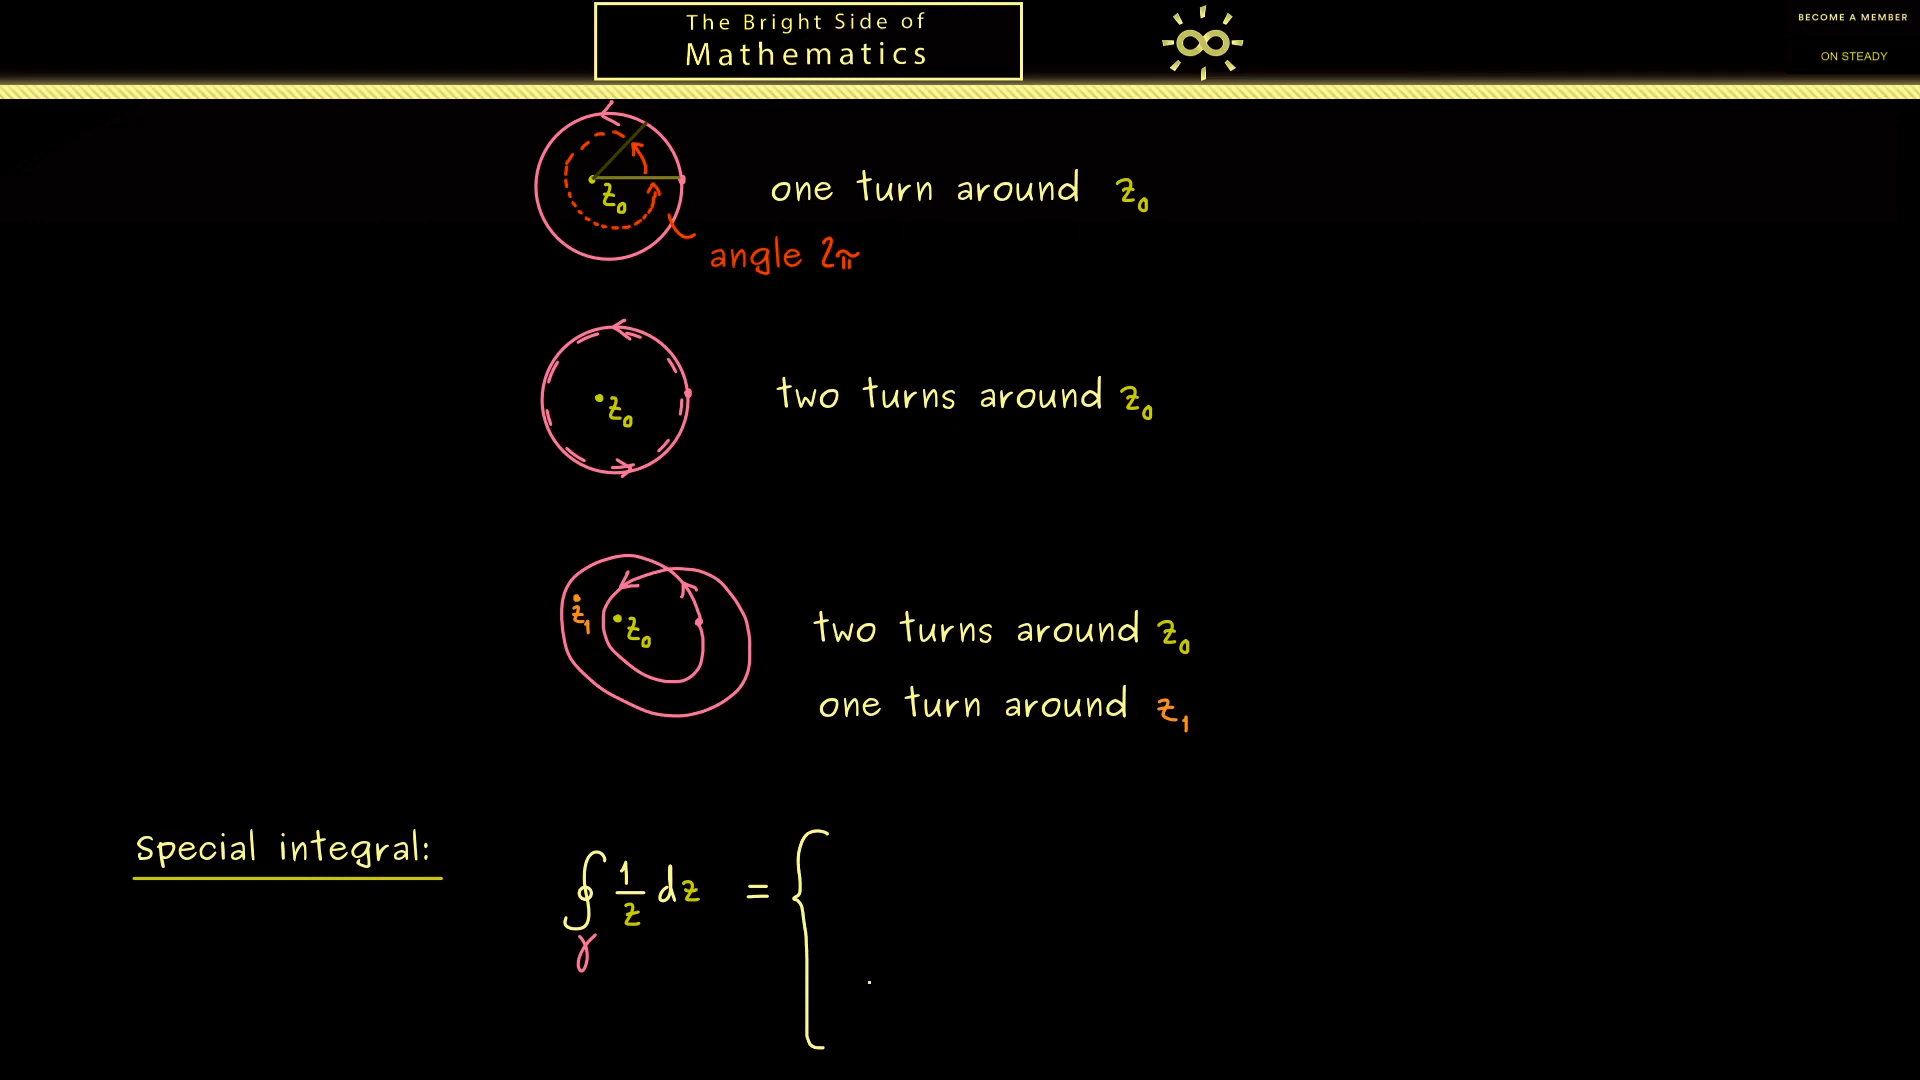 The Bright Side of
Mathematics
BECOME A MEMBER
ON STEADY
z₀
one turn around z₀
angle 2π
z₀
two turns around z₀
z₁
z₀
two turns around z₀
one turn around z₁
Special integral:
∮_γ 1/z dz = {